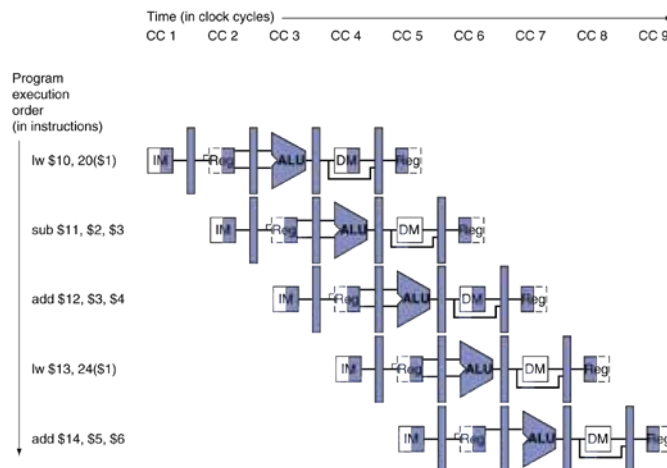 Time (in clock cycles)
CC 1 CC 2 CC 3 CC 4 CC 5 CC 6 CC 7 CC 8 CC 9
Program
execution
order
(in instructions)
lw $10, 20($1) IM Reg ALU DM Reg
sub $11, $2, $3 IM Reg ALU DM Reg
add $12, $3, $4 IM Reg ALU DM Reg
lw $13, 24($1) IM Reg ALU DM Reg
add $14, $5, $6 IM Reg ALU DM Reg